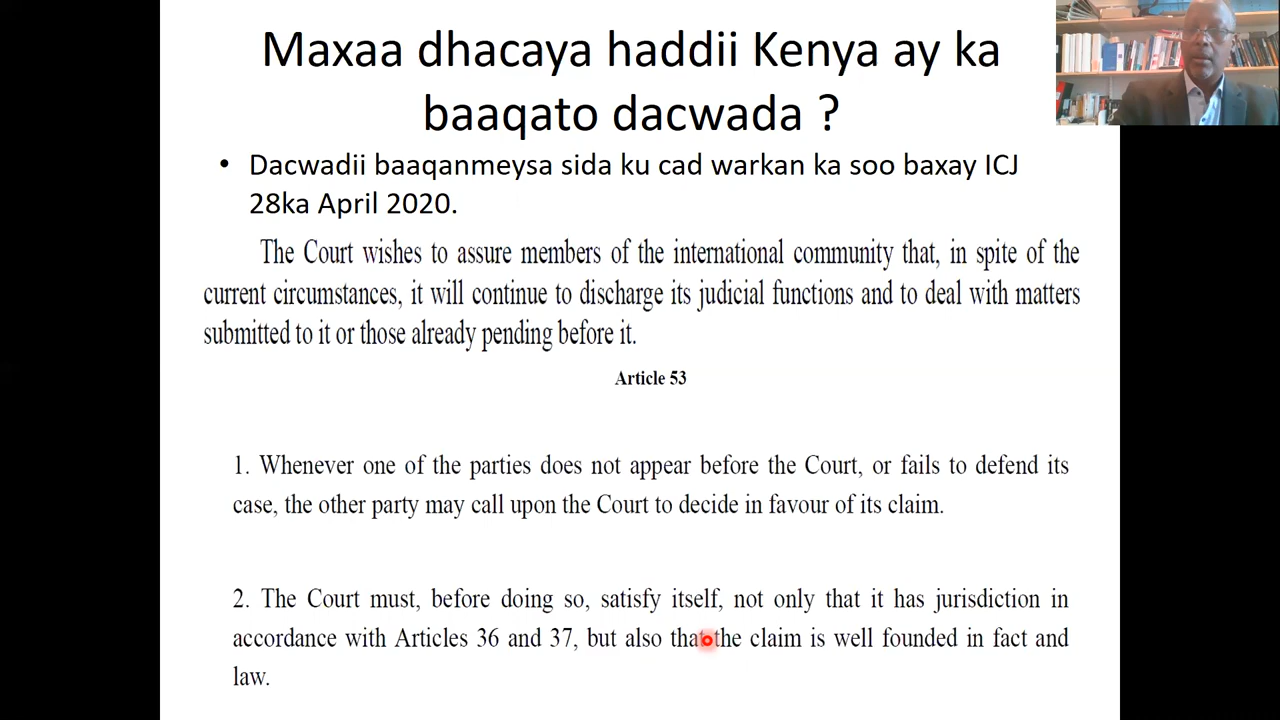 Maxaa dhacaya haddii Kenya ay ka
baaqato dacwada ?
• Dacwadii baaqanmeysa sida ku cad warkan ka soo baxay ICJ
28ka April 2020.
The Court wishes to assure members of the international community that, in spite of the
current circumstances, it will continue to discharge its judicial functions and to deal with matters
submitted to it or those already pending before it.
Article 53
1. Whenever one of the parties does not appear before the Court, or fails to defend its
case, the other party may call upon the Court to decide in favour of its claim.
2. The Court must, before doing so, satisfy itself, not only that it has jurisdiction in
accordance with Articles 36 and 37, but also that the claim is well founded in fact and
law.